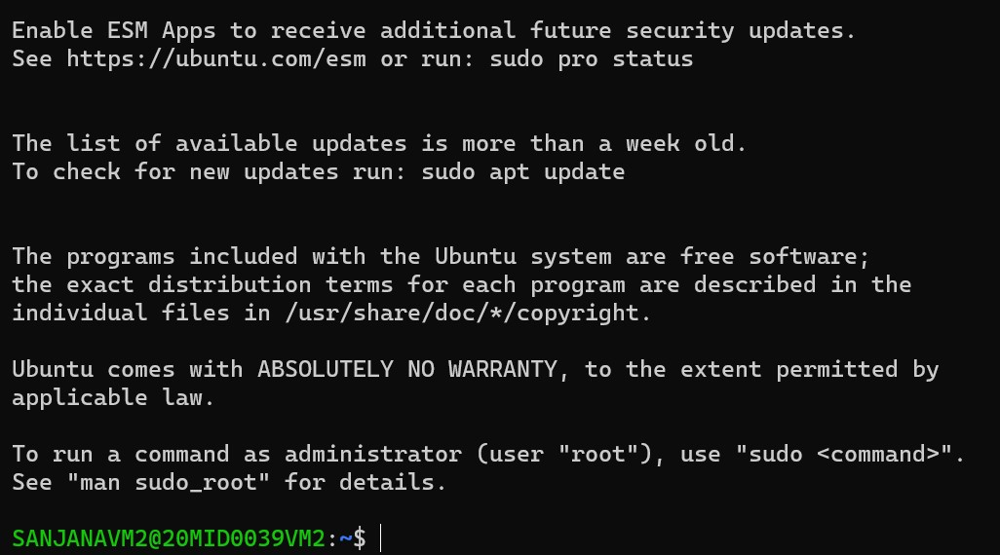 Enable ESM Apps to receive additional future security updates.
See https://ubuntu.com/esm or run: sudo pro status
The list of available updates is more than a week old.
To check for new updates run: sudo apt update
The programs included with the Ubuntu system are free software;
the exact distribution terms for each program are described in the
individual files in /usr/share/doc/*/copyright.
Ubuntu comes with ABSOLUTELY NO WARRANTY, to the extent permitted by
applicable law.
To run a command as administrator (user "root"), use "sudo <command>".
See "man sudo_root" for details.
SANJANAVM2@20MID0039VM2:~$